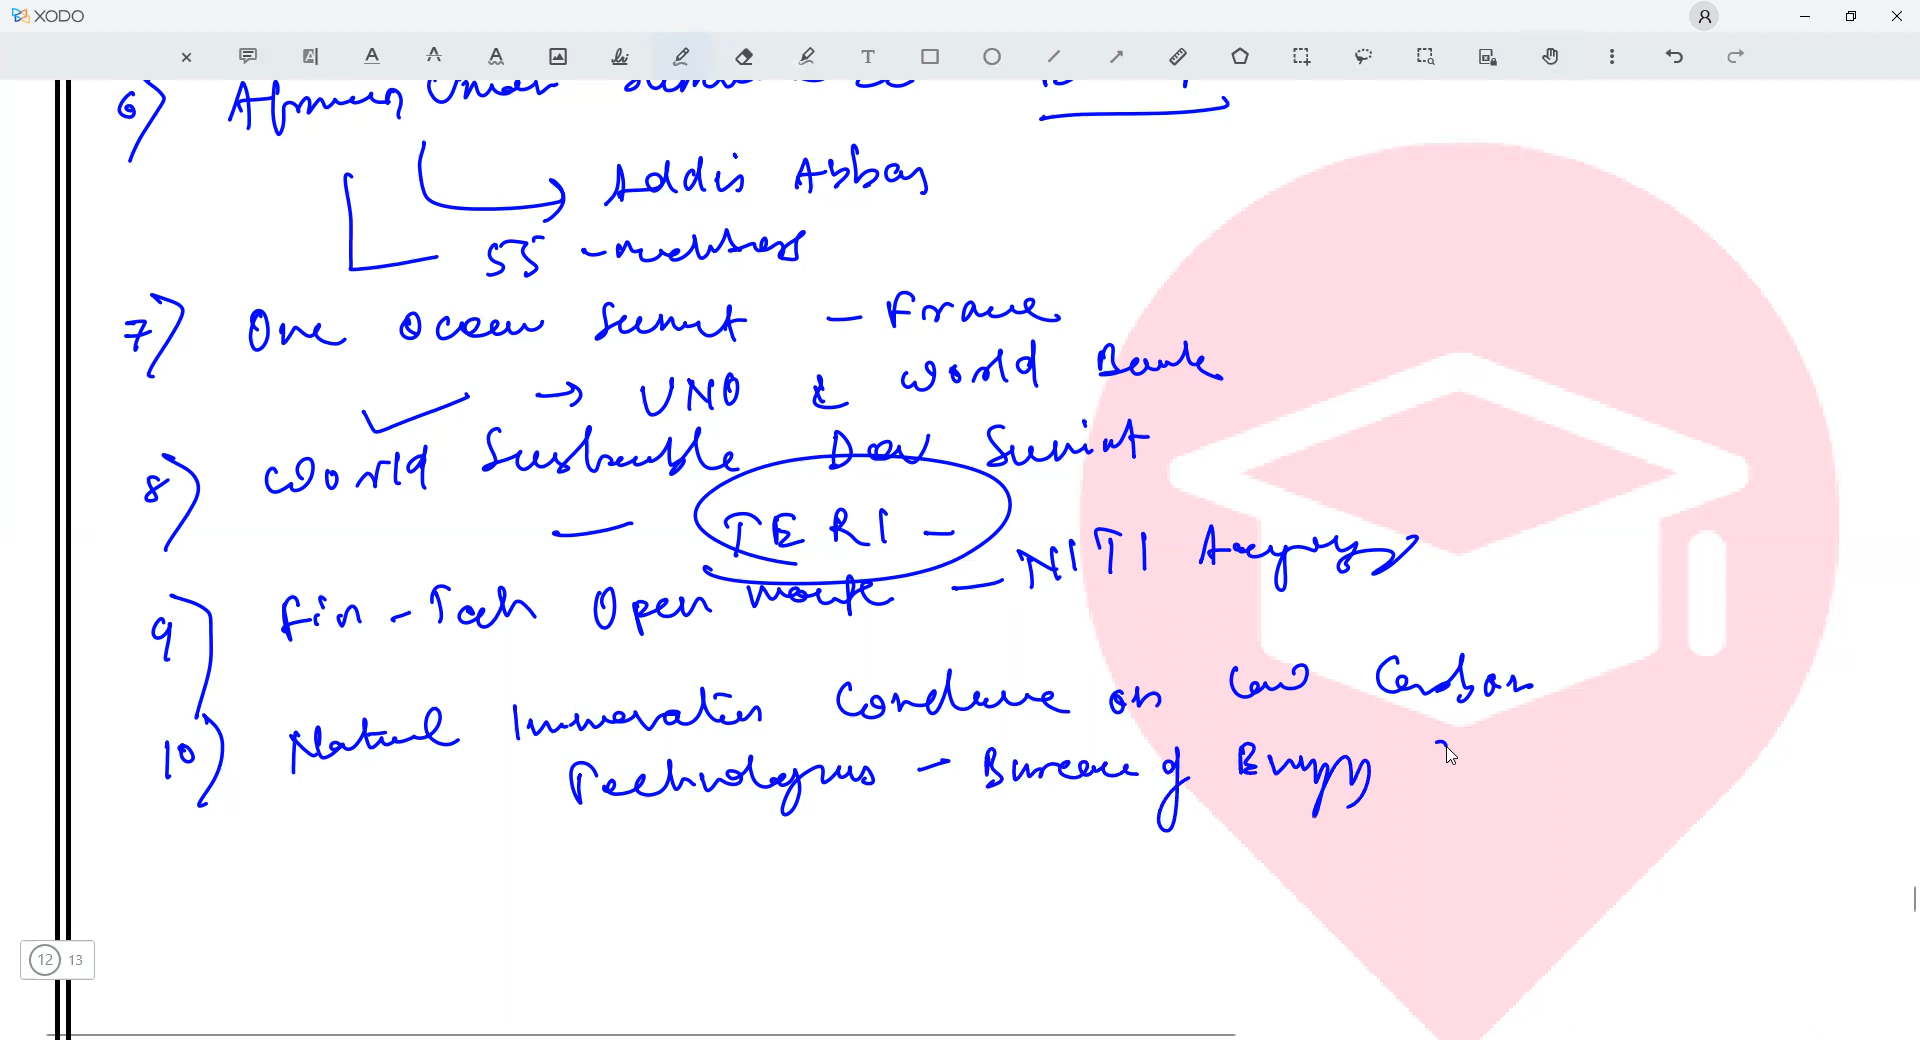 XODO
6) African Union Summit
Addis Abbas
55 - members
7) One Ocean Summit - France
→ UNO & World Bank
8) World Sustainable Dev Summit
- TERI -
9) Fin-Tech Open - NITI Aayog
10) National Innovation Conclave on Low Carbon
Technologies - Bureau of Energy
12 13